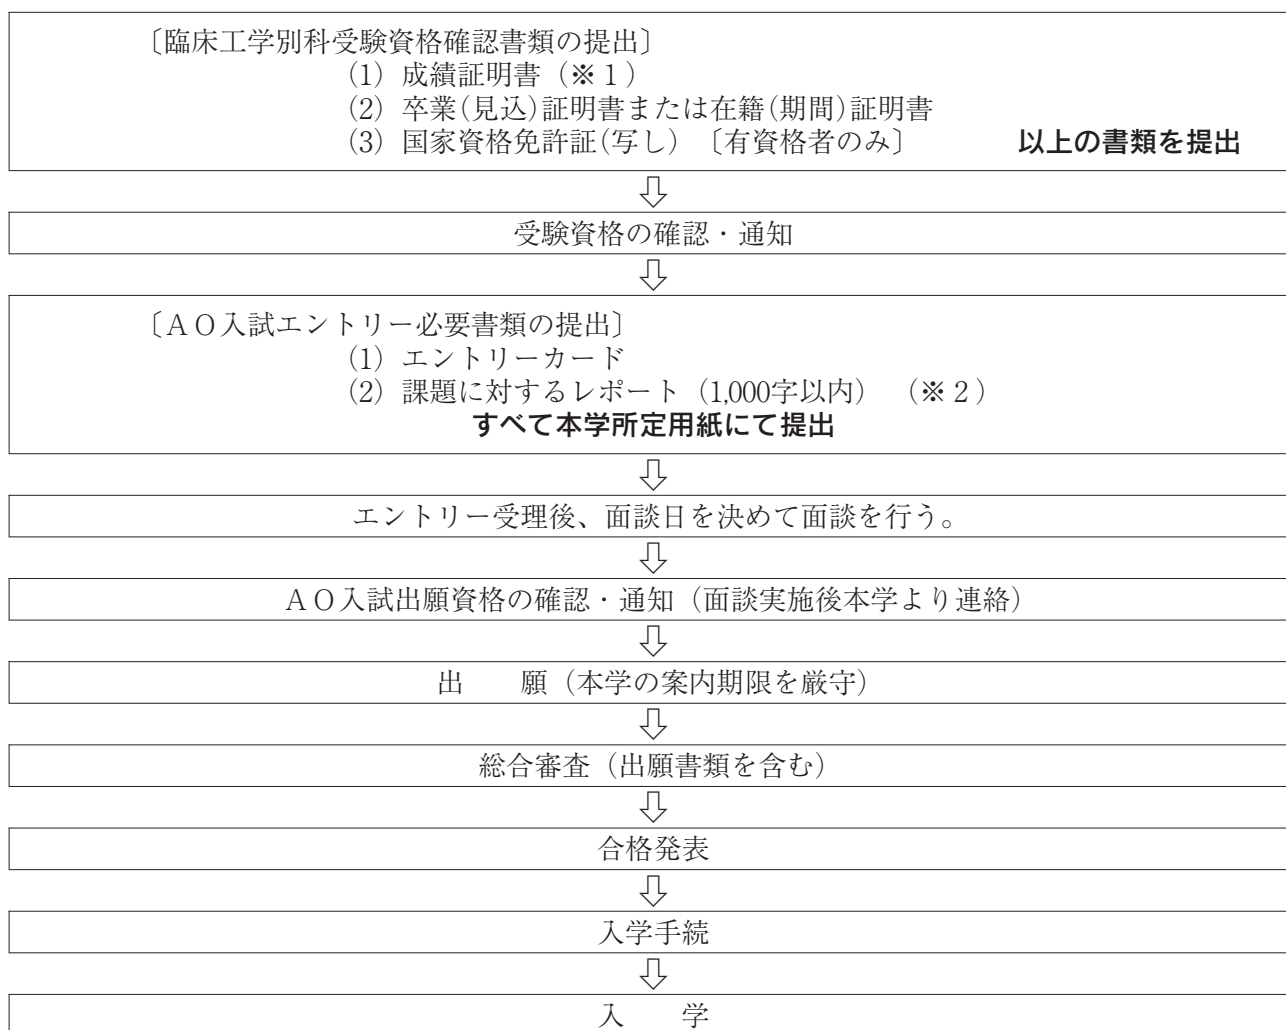 〔臨床工学別科受験資格確認書類の提出〕
(1) 成績証明書（※１）
(2) 卒業(見込)証明書または在籍(期間)証明書
(3) 国家資格免許証(写し)〔有資格者のみ〕 以上の書類を提出
⇩
受験資格の確認・通知
⇩
〔ＡＯ入試エントリー必要書類の提出〕
(1) エントリーカード
(2) 課題に対するレポート（1,000字以内）（※２）
すべて本学所定用紙にて提出
⇩
エントリー受理後、面談日を決めて面談を行う。
⇩
ＡＯ入試出願資格の確認・通知（面談実施後本学より連絡）
⇩
出　　願（本学の案内期限を厳守）
⇩
総合審査（出願書類を含む）
⇩
合格発表
⇩
入学手続
⇩
入　　学